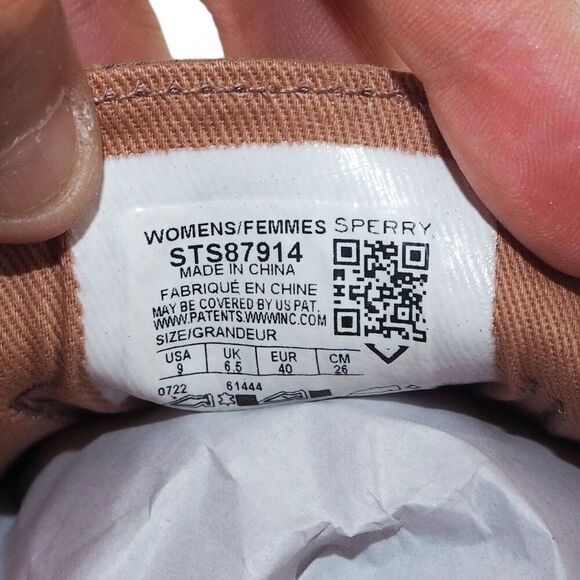 WOMENS/FEMMES SPERRY
STS87914
MADE IN CHINA
FABRIQUÉ EN CHINE
MAY BE COVERED BY US PAT.
WWW.PATENTS.WWWINC.COM
SIZE/GRANDEUR
USA UK EUR CM
9 6.5 40 26
0722 61444